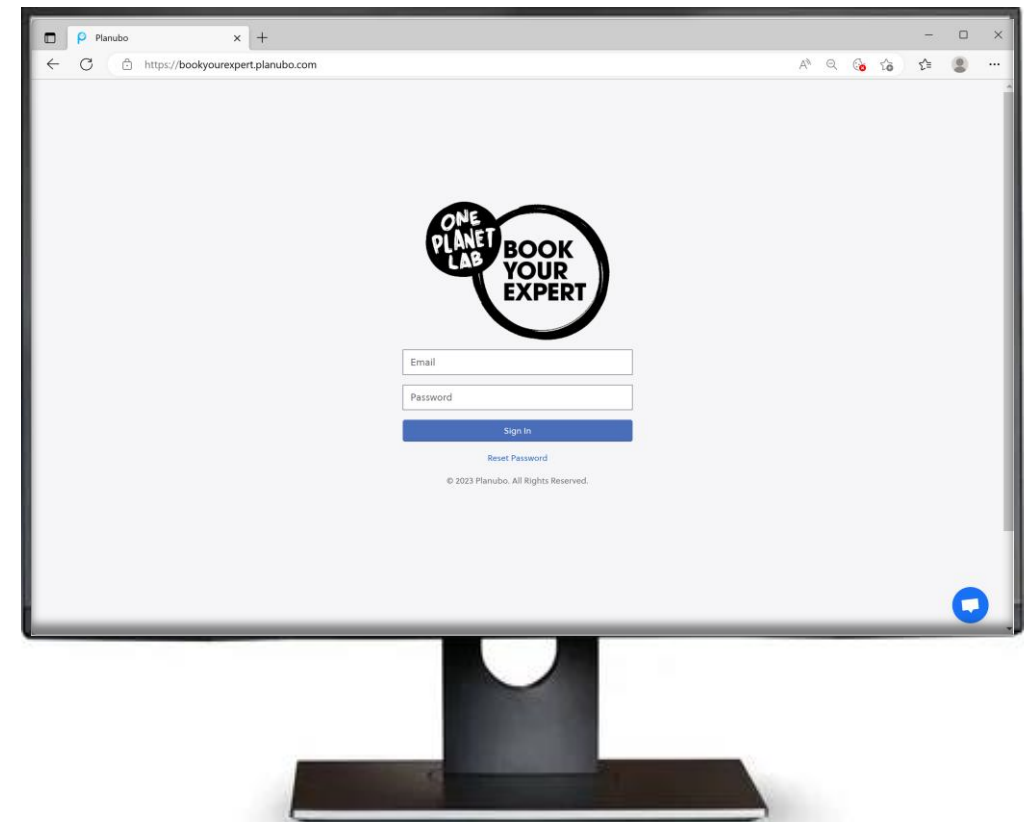 Planubo
https://bookyourexpert.planubo.com
ONE
PLANET
LAB
BOOK
YOUR
EXPERT
Email
Password
Sign In
Reset Password
© 2023 Planubo. All Rights Reserved.